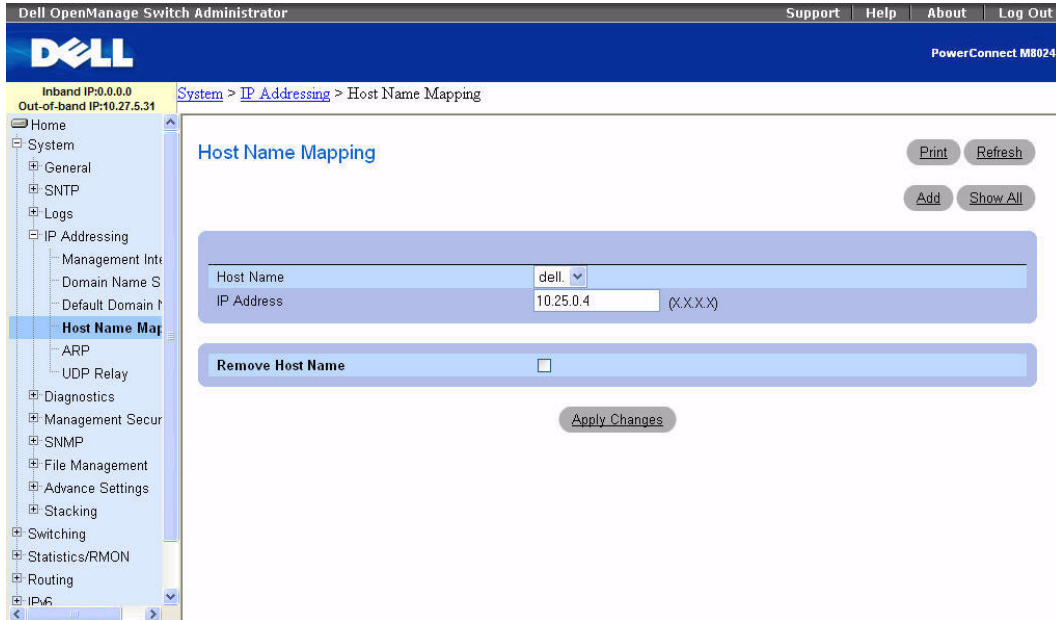 Dell OpenManage Switch Administrator
Support
Help
About
Log Out
DELL
PowerConnect M8024
Inband IP:0.0.0.0
Out-of-band IP:10.27.5.31
System > IP Addressing > Host Name Mapping
Home
System
General
SNTP
Logs
IP Addressing
Management Inte
Domain Name S
Default Domain N
Host Name Map
ARP
UDP Relay
Diagnostics
Management Secur
SNMP
File Management
Advance Settings
Stacking
Switching
Statistics/RMON
Routing
IPv6
Host Name Mapping
Print
Refresh
Add
Show All
Host Name
dell.
IP Address
10.25.0.4
(X.X.X.X)
Remove Host Name
Apply Changes